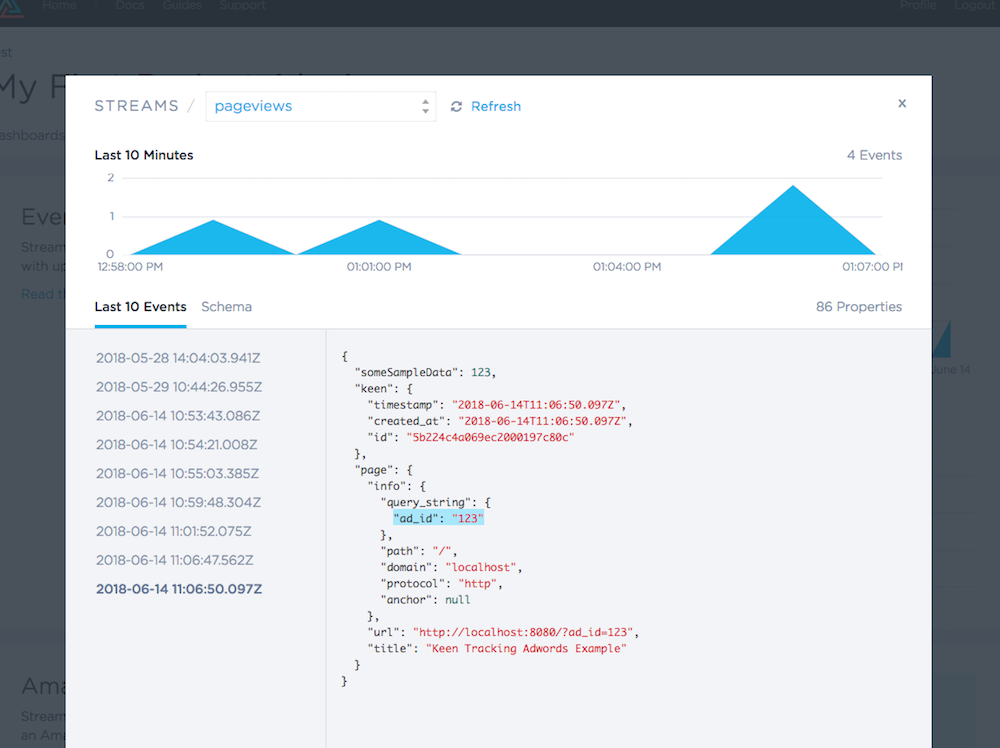 Home
Docs
Guides
Support
Profile
Logout
My
STREAMS /
pageviews
Refresh
x
Last 10 Minutes
4 Events
2
1
0
12:58:00 PM
01:01:00 PM
01:04:00 PM
01:07:00 PM
Last 10 Events
Schema
86 Properties
2018-05-28 14:04:03.941Z
2018-05-29 10:44:26.955Z
2018-06-14 10:53:43.086Z
2018-06-14 10:54:21.008Z
2018-06-14 10:55:03.385Z
2018-06-14 10:59:48.304Z
2018-06-14 11:01:52.075Z
2018-06-14 11:06:47.562Z
2018-06-14 11:06:50.097Z
{
"someSampleData": 123,
"keen": {
"timestamp": "2018-06-14T11:06:50.097Z",
"created_at": "2018-06-14T11:06:50.097Z",
"id": "5b224c4a069ec2000197c80c"
},
"page": {
"info": {
"query_string": {
"ad_id": "123"
},
"path": "/",
"domain": "localhost",
"protocol": "http",
"anchor": null
},
"url": "http://localhost:8080/?ad_id=123",
"title": "Keen Tracking Adwords Example"
}
}
Stream
with
Read
June 14
Stream
an